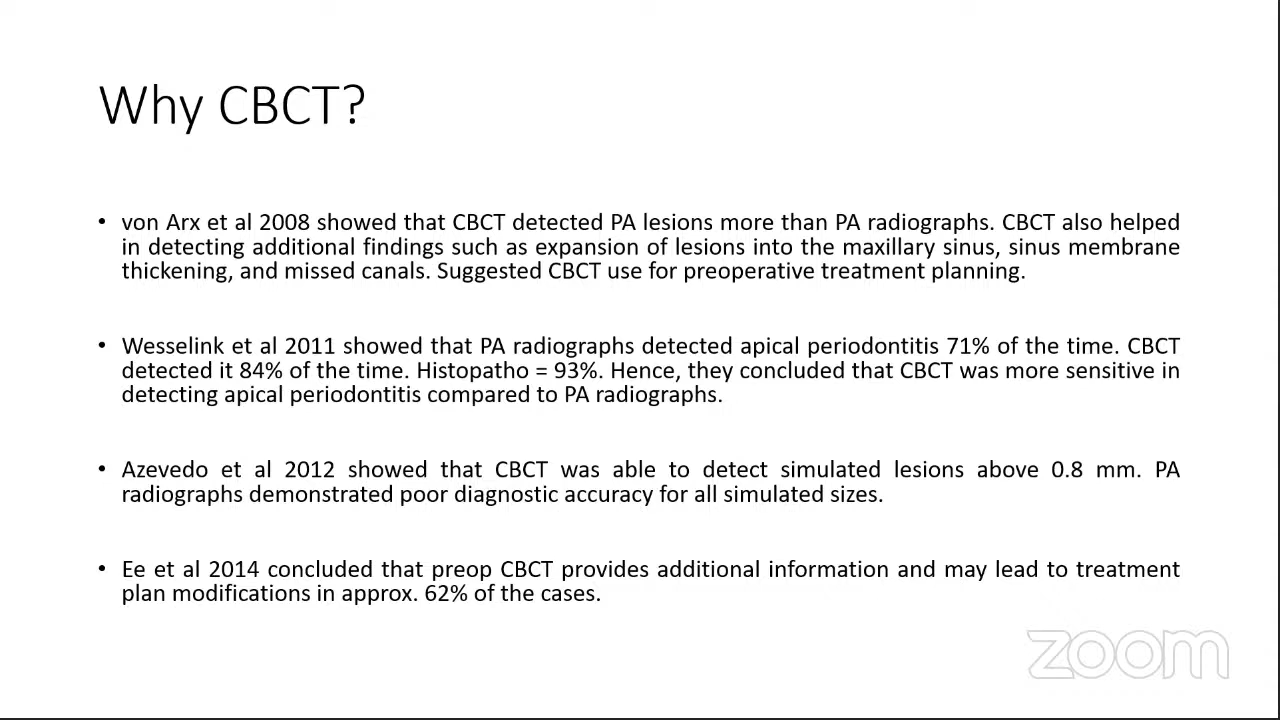 Why CBCT?
• von Arx et al 2008 showed that CBCT detected PA lesions more than PA radiographs. CBCT also helped
in detecting additional findings such as expansion of lesions into the maxillary sinus, sinus membrane
thickening, and missed canals. Suggested CBCT use for preoperative treatment planning.
• Wesselink et al 2011 showed that PA radiographs detected apical periodontitis 71% of the time. CBCT
detected it 84% of the time. Histopatho = 93%. Hence, they concluded that CBCT was more sensitive in
detecting apical periodontitis compared to PA radiographs.
• Azevedo et al 2012 showed that CBCT was able to detect simulated lesions above 0.8 mm. PA
radiographs demonstrated poor diagnostic accuracy for all simulated sizes.
• Ee et al 2014 concluded that preop CBCT provides additional information and may lead to treatment
plan modifications in approx. 62% of the cases.
zoom